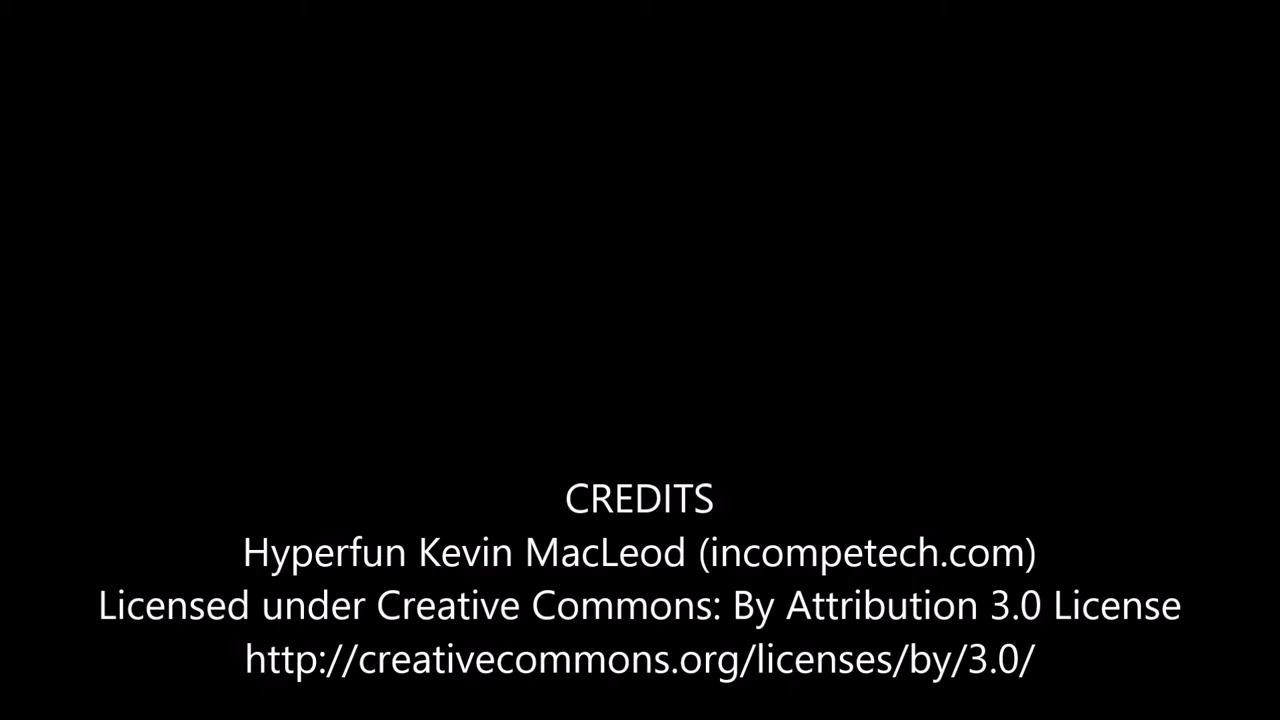 CREDITS
Hyperfun Kevin MacLeod (incompetech.com)
Licensed under Creative Commons: By Attribution 3.0 License
http://creativecommons.org/licenses/by/3.0/